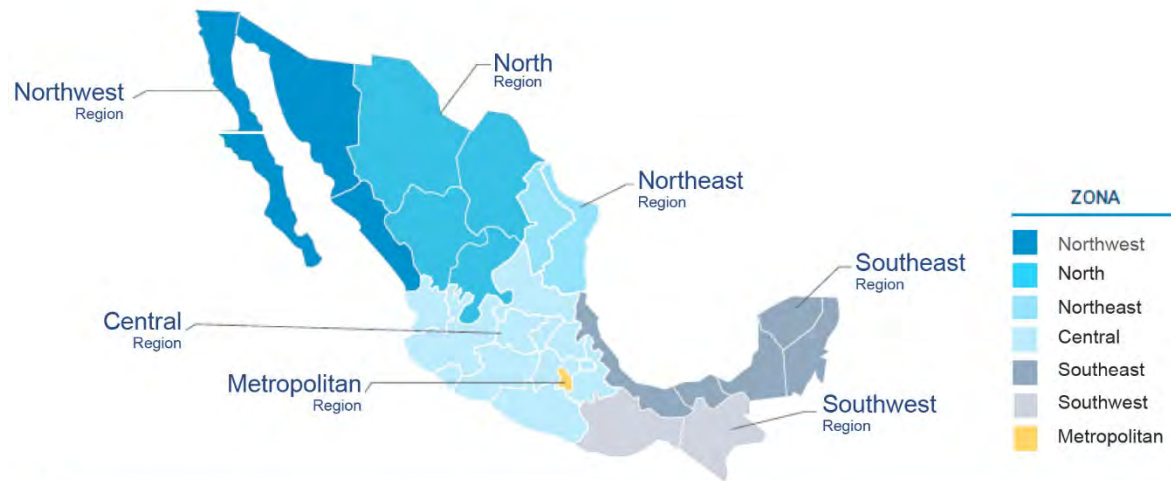 North
Region
Northwest
Region
Northeast
Region
Southeast
Region
Central
Region
Metropolitan
Region
Southwest
Region
ZONA
Northwest
North
Northeast
Central
Southeast
Southwest
Metropolitan